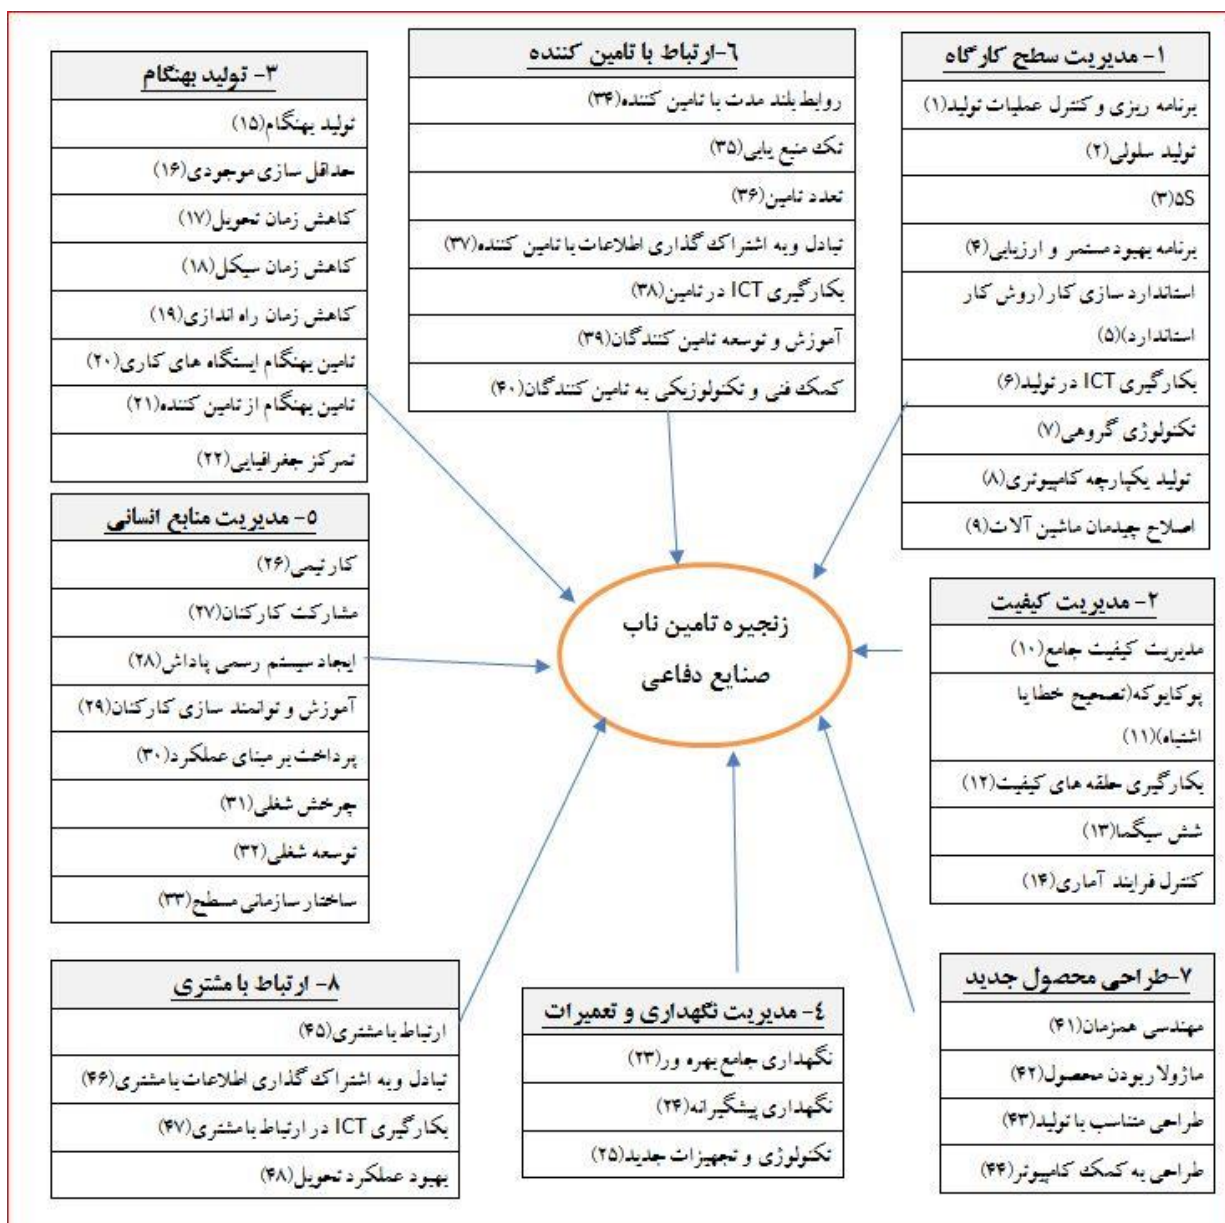 ۱- مدیریت سطح کارگاه
برنامه ریزی و کنترل عملیات تولید(۱)
تولید سلولی(۲)
۵S(۳)
برنامه بهبود مستمر و ارزیابی(۴)
استاندارد سازی کار(روش کار
استاندارد)(۵)
بکارگیری ICT در تولید(۶)
تکنولوژی گروهی(۷)
تولید یکپارچه کامپیوتری(۸)
اصلاح چیدمان ماشین آلات(۹)
۶-ارتباط با تامین کننده
روابط بلند مدت با تامین کننده(۳۴)
تک منبع یابی(۳۵)
تعدد تامین(۳۶)
تبادل وبه اشتراک گذاری اطلاعات با تامین کننده(۳۷)
بکارگیری ICT در تامین(۳۸)
آموزش و توسعه تامین کنندگان(۳۹)
کمک فنی و تکنولوزیکی به تامین کنندگان(۴۰)
۳- تولید بهنگام
تولید بهنگام(۱۵)
حداقل سازی موجودی(۱۶)
کاهش زمان تحویل(۱۷)
کاهش زمان سیکل(۱۸)
کاهش زمان راه اندازی(۱۹)
تامین بهنگام ایستگاه های کاری(۲۰)
تامین بهنگام از تامین کننده(۲۱)
تمرکز جغرافیایی(۲۲)
۲- مدیریت کیفیت
مدیریت کیفیت جامع(۱۰)
پوکایوکه(تصحیح خطا یا
اشتباه)(۱۱)
بکارگیری حلقه های کیفیت(۱۲)
شش سیگما(۱۳)
کنترل فرایند آماری(۱۴)
زنجیره تامین ناب
صنایع دفاعی
۵- مدیریت منابع انسانی
کار تیمی(۲۶)
مشارکت کارکنان(۲۷)
ایجاد سیستم رسمی پاداش(۲۸)
آموزش و توانمند سازی کارکنان(۲۹)
پرداخت بر مبنای عملکرد(۳۰)
چرخش شغلی(۳۱)
توسعه شغلی(۳۲)
ساختار سازمانی مسطح(۳۳)
۷-طراحی محصول جدید
مهندسی همزمان(۴۱)
ماژولار بودن محصول(۴۲)
طراحی متناسب با تولید(۴۳)
طراحی به کمک کامپیوتر(۴۴)
۴- مدیریت نگهداری و تعمیرات
نگهداری جامع بهره ور(۲۳)
نگهداری پیشگیرانه(۲۴)
تکنولوژی و تجهیزات جدید(۲۵)
۸- ارتباط با مشتری
ارتباط با مشتری(۴۵)
تبادل وبه اشتراک گذاری اطلاعات با مشتری(۴۶)
بکارگیری ICT در ارتباط با مشتری(۴۷)
بهبود عملکرد تحویل(۴۸)